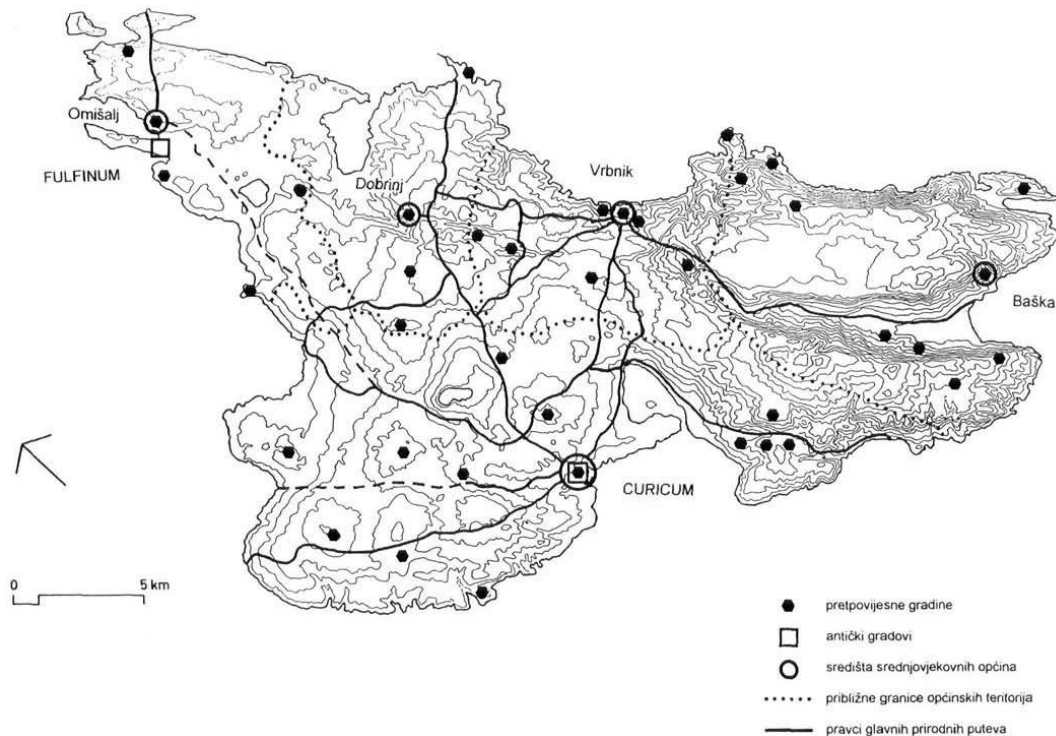 Omišalj
FULFINUM
Dobrinj
Vrbnik
Baška
CURICUM
0 5 km
pretpovijesne gradine
antički gradovi
središta srednjovjekovnih općina
približne granice općinskih teritorija
pravci glavnih prirodnih puteva